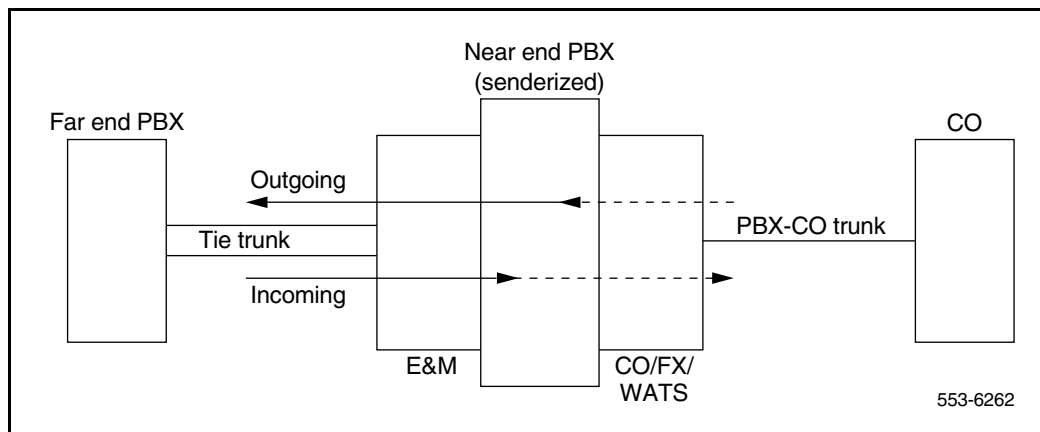 Near end PBX
(senderized)
Far end PBX
CO
Outgoing
PBX-CO trunk
Tie trunk
Incoming
E&M
CO/FX/
WATS
553-6262